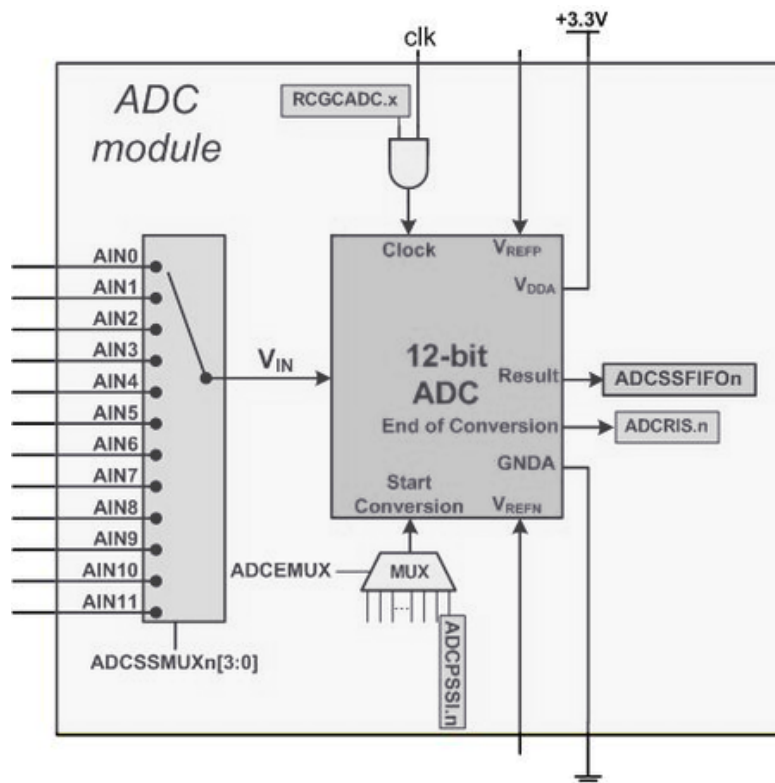 +3.3V
clk
ADC
module
RCGCADC.x
Clock
VREFP
VDDA
AIN0
AIN1
AIN2
AIN3
AIN4
AIN5
AIN6
AIN7
AIN8
AIN9
AIN10
AIN11
VIN
12-bit
ADC
Result
ADCSSFIFOn
End of Conversion
ADCRIS.n
GNDA
Start
Conversion
VREFN
ADCEMUX
MUX
ADCPSSI.n
ADCSSMUXn[3:0]